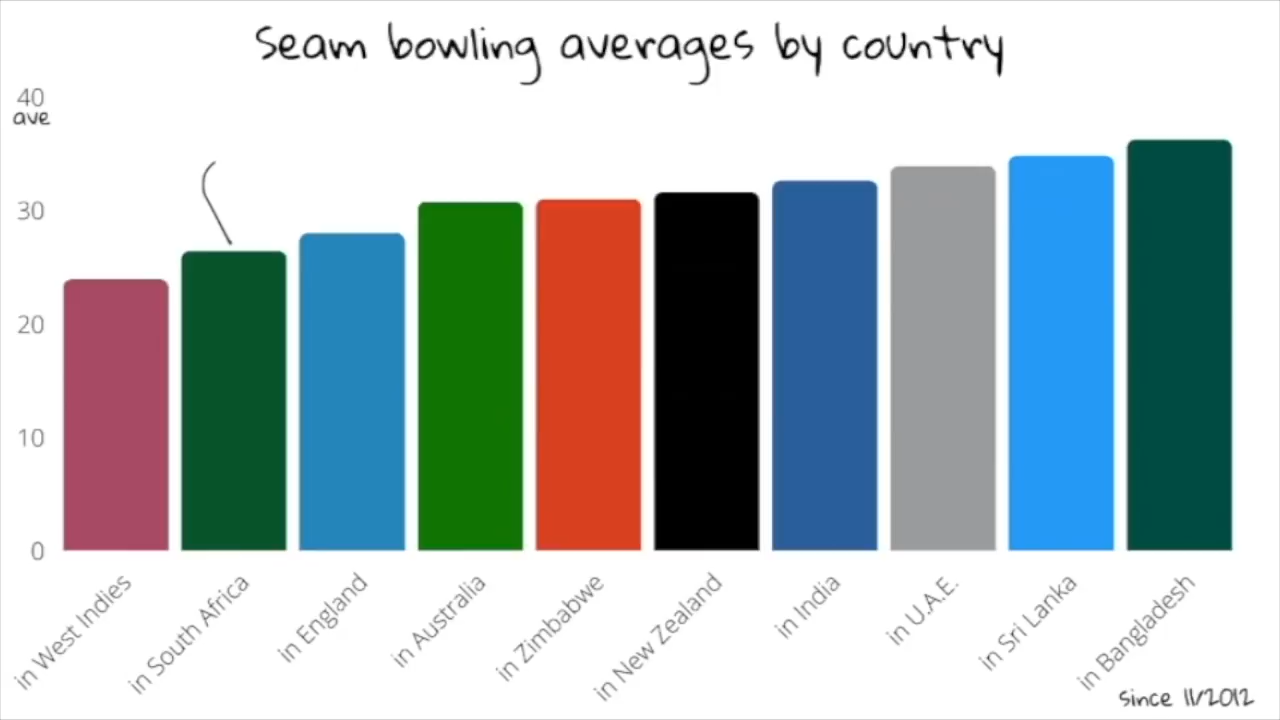 Seam bowling averages by country
40
ave
30
20
10
0
in West Indies
in South Africa
in England
in Australia
in Zimbabwe
in New Zealand
in India
in U.A.E.
in Sri Lanka
in Bangladesh
since 11/2012